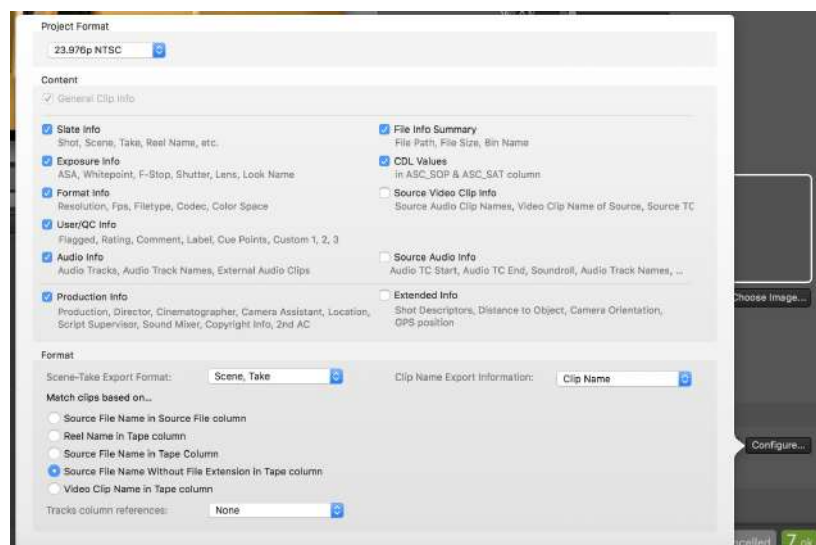 Project Format
23.976p NTSC
Content
General Clip Info
Slate Info
Shot, Scene, Take, Reel Name, etc.
File Info Summary
File Path, File Size, Bin Name
Exposure Info
ASA, Whitepoint, F-Stop, Shutter, Lens, Look Name
CDL Values
in ASC_SOP & ASC_SAT column
Format Info
Resolution, Fps, Filetype, Codec, Color Space
Source Video Clip Info
Source Audio Clip Names, Video Clip Name of Source, Source TC
User/QC Info
Flagged, Rating, Comment, Label, Cue Points, Custom 1, 2, 3
Audio Info
Audio Tracks, Audio Track Names, External Audio Clips
Source Audio Info
Audio TC Start, Audio TC End, Soundroll, Audio Track Names, ...
Production Info
Production, Director, Cinematographer, Camera Assistant, Location,
Script Supervisor, Sound Mixer, Copyright Info, 2nd AC
Extended Info
Shot Descriptors, Distance to Object, Camera Orientation,
GPS position
Choose Image...
Format
Scene-Take Export Format:
Scene, Take
Clip Name Export Information:
Clip Name
Match clips based on...
Source File Name in Source File column
Reel Name in Tape column
Source File Name in Tape Column
Source File Name Without File Extension in Tape column
Video Clip Name in Tape column
Configure...
Tracks column references:
None
ncelled
7 ok